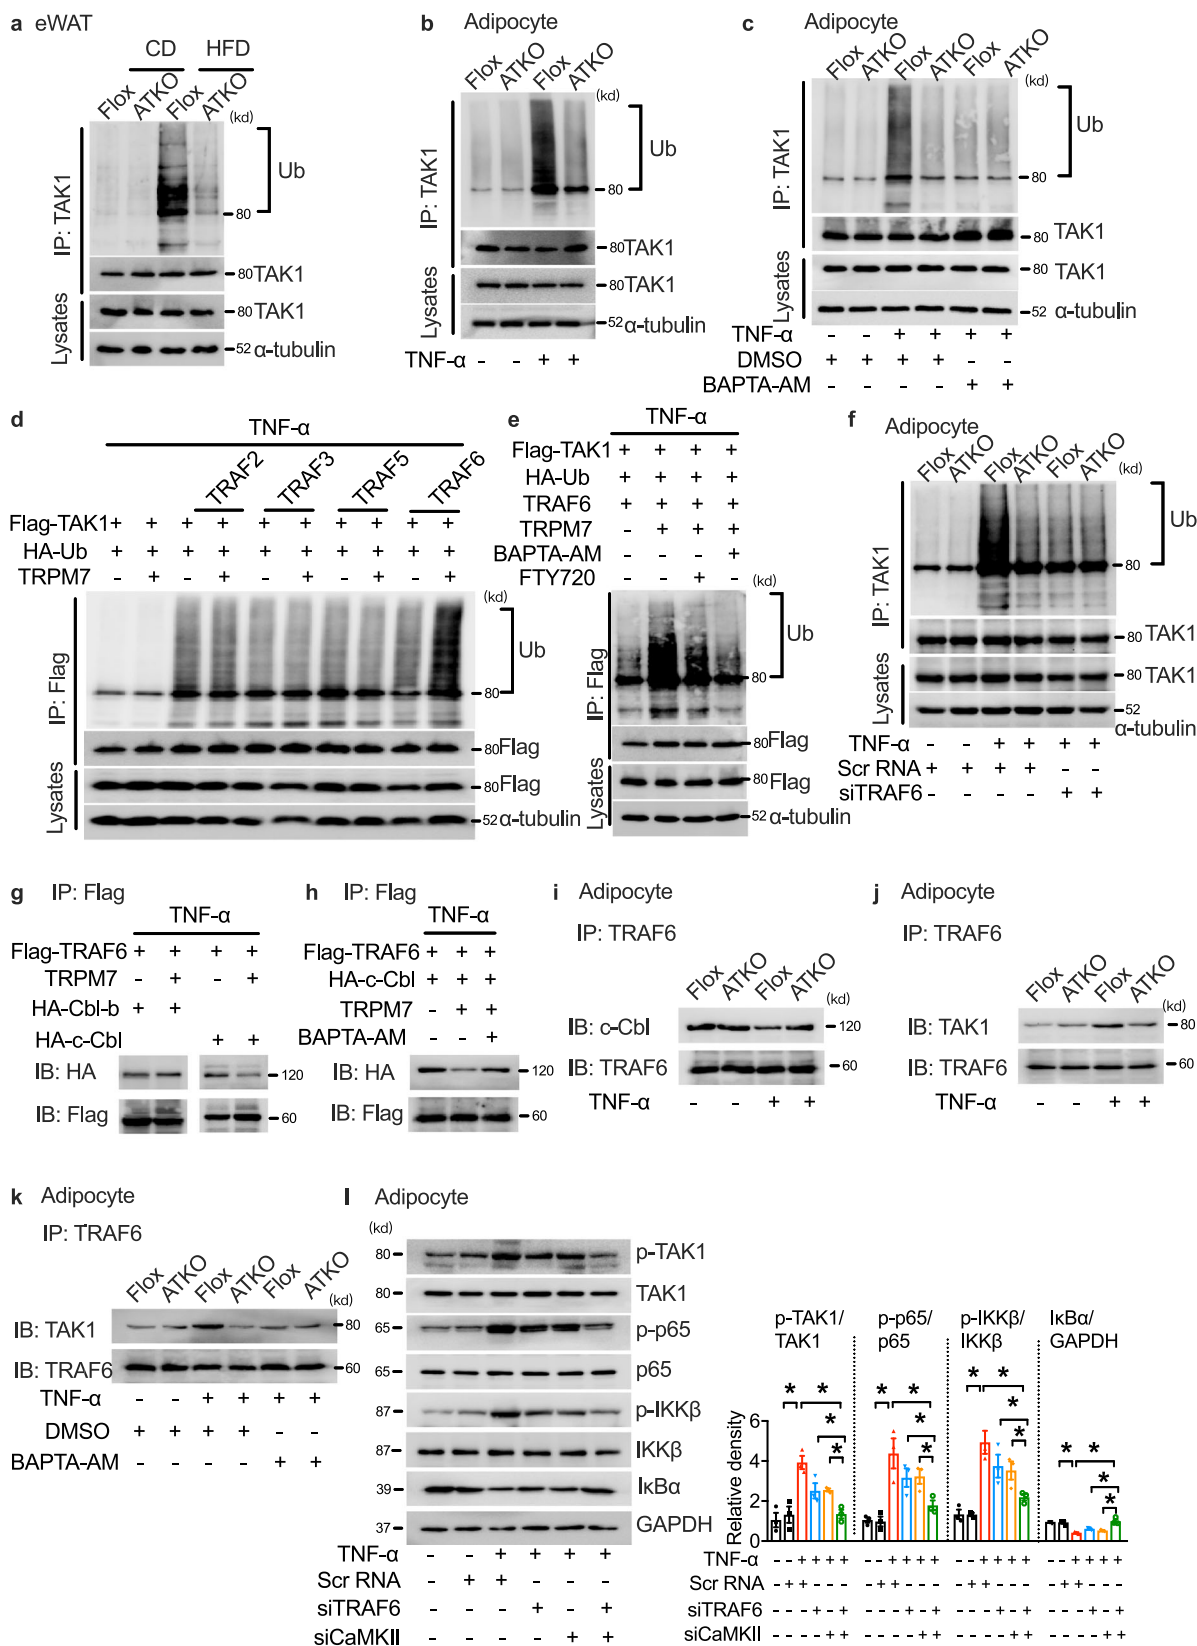 a eWAT
CD HFD
Flox ATKO Flox ATKO
(kd)
IP: TAK1
Ub
80
80 TAK1
Lysates
80 TAK1
52 α-tubulin
b Adipocyte
Flox ATKO Flox ATKO
(kd)
IP: TAK1
Ub
80
80 TAK1
Lysates
80 TAK1
52 α-tubulin
TNF-α - - + +
c Adipocyte
Flox ATKO Flox ATKO Flox ATKO
(kd)
IP: TAK1
Ub
80
80 TAK1
Lysates
80 TAK1
52 α-tubulin
TNF-α - - + + + +
DMSO + + + + - -
BAPTA-AM - - - - + +
d
TNF-α
TRAF2 TRAF3 TRAF5 TRAF6
Flag-TAK1 + + + + + + + + + +
HA-Ub + + + + + + + + + +
TRPM7 - + - + - + - + - +
(kd)
IP: Flag
Ub
80
80 Flag
Lysates
80 Flag
52 α-tubulin
e
TNF-α
Flag-TAK1 + + + +
HA-Ub + + + +
TRAF6 + + + +
TRPM7 - + + +
BAPTA-AM - - - +
FTY720 - - + -
(kd)
IP: Flag
Ub
80
80 Flag
Lysates
80 Flag
52 α-tubulin
f Adipocyte
Flox ATKO Flox ATKO Flox ATKO
(kd)
IP: TAK1
Ub
80
80 TAK1
Lysates
80 TAK1
52
α-tubulin
TNF-α - - + + + +
Scr RNA + + + + - -
siTRAF6 - - - - + +
g IP: Flag
TNF-α
Flag-TRAF6 + + + +
TRPM7 - + - +
HA-Cbl-b + +
HA-c-Cbl + +
IB: HA 120
IB: Flag 60
h IP: Flag
TNF-α
Flag-TRAF6 + + +
HA-c-Cbl + + +
TRPM7 - + +
BAPTA-AM - - +
IB: HA 120
IB: Flag 60
i Adipocyte
IP: TRAF6
Flox ATKO Flox ATKO
(kd)
IB: c-Cbl 120
IB: TRAF6 60
TNF-α - - + +
j Adipocyte
IP: TRAF6
Flox ATKO Flox ATKO
(kd)
IB: TAK1 80
IB: TRAF6 60
TNF-α - - + +
k Adipocyte
IP: TRAF6
Flox ATKO Flox ATKO Flox ATKO
(kd)
IB: TAK1 80
IB: TRAF6 60
TNF-α - - + + + +
DMSO + + + + - -
BAPTA-AM - - - - + +
l Adipocyte
(kd)
80 p-TAK1
80 TAK1
65 p-p65
65 p65
87 p-IKKβ
87 IKKβ
39 IκBα
37 GAPDH
TNF-α - - + + + +
Scr RNA - + + - - -
siTRAF6 - - - + - +
siCaMKII - - - - + +
p-TAK1/ p-p65/ p-IKKβ/ IκBα/
TAK1 p65 IKKβ GAPDH
* * * * * * * * * * * * * * * *
Relative density
6
4
2
0
TNF-α - - + + + + - - + + + + - - + + + + - - + + + +
Scr RNA - + + - - - - + + - - - - + + - - - - + + - - -
siTRAF6 - - - + - + - - - + - + - - - + - + - - - + - +
siCaMKII - - - - + + - - - - + + - - - - + + - - - - + +